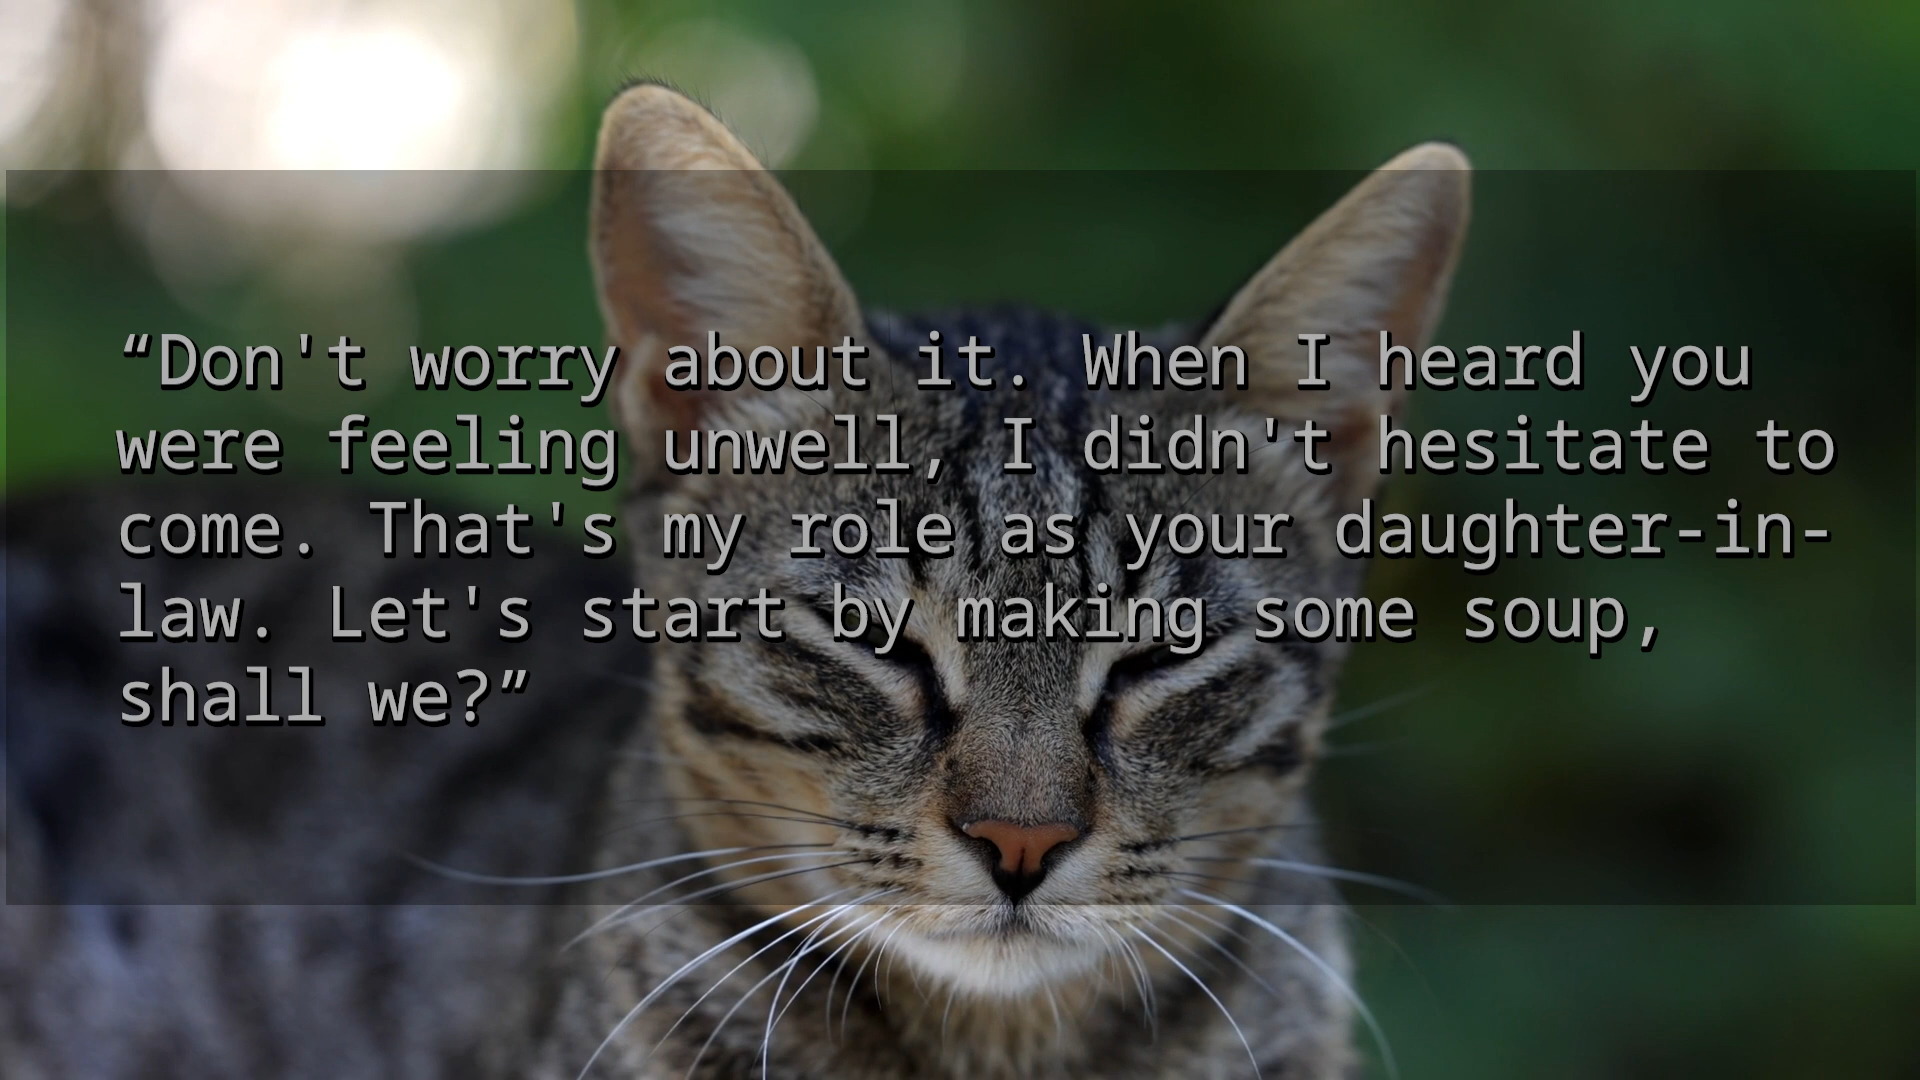 “Don't worry about it. When I heard you
were feeling unwell, I didn't hesitate to
come. That's my role as your daughter-in-
law. Let's start by making some soup,
shall we?”